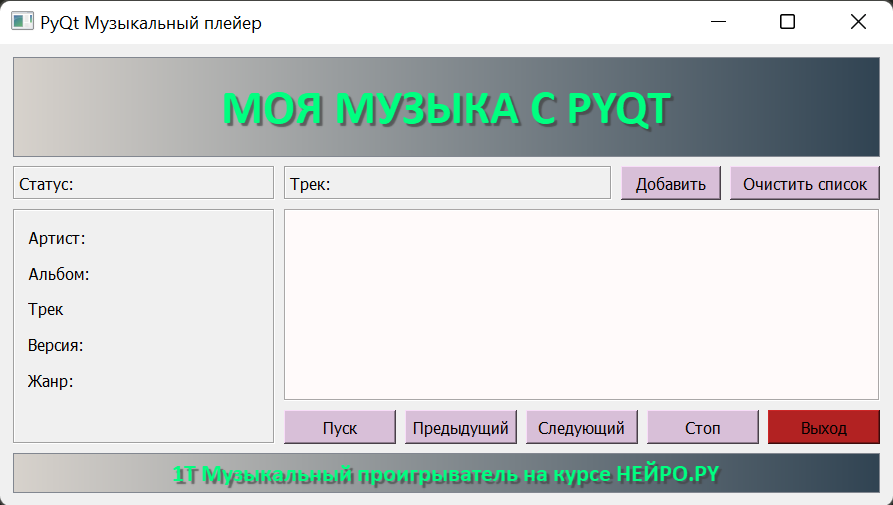 PyQt Музыкальный плейер
МОЯ МУЗЫКА С PYQT
Статус:
Трек:
Добавить
Очистить список
Артист:
Альбом:
Трек
Версия:
Жанр:
Пуск
Предыдущий
Следующий
Стоп
Выход
1T Музыкальный проигрыватель на курсе НЕЙРО.PY